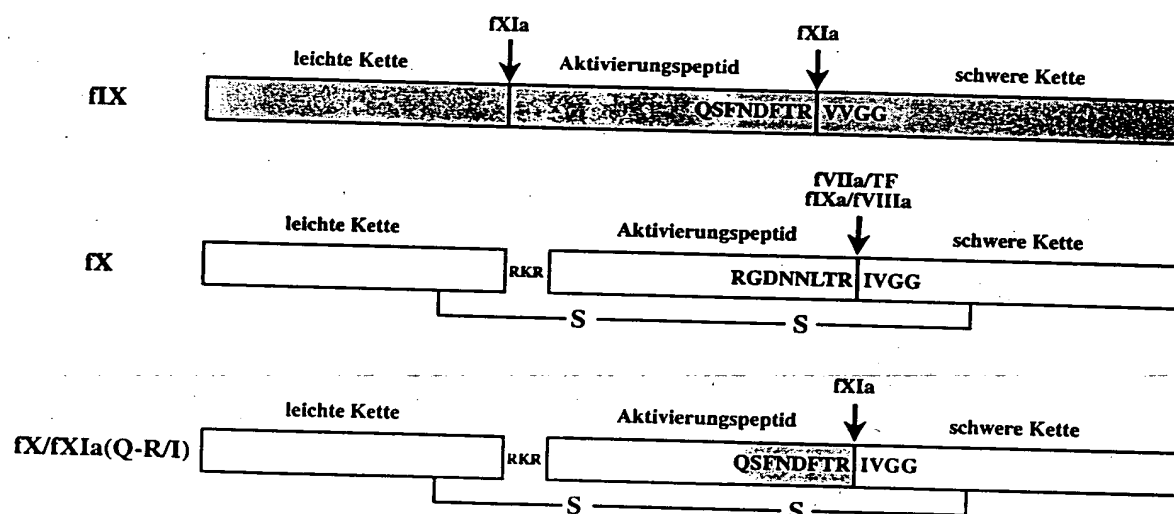 fXIa fXIa
leichte Kette Aktivierungspeptid schwere Kette
fIX QSFNDFTR VVGG
fVIIa/TF
fIXa/fVIIIa
leichte Kette Aktivierungspeptid schwere Kette
fX RKR RGDNNLTR IVGG
S S
fXIa
leichte Kette Aktivierungspeptid schwere Kette
fX/fXIa(Q-R/I) RKR QSFNDFTR IVGG
S S